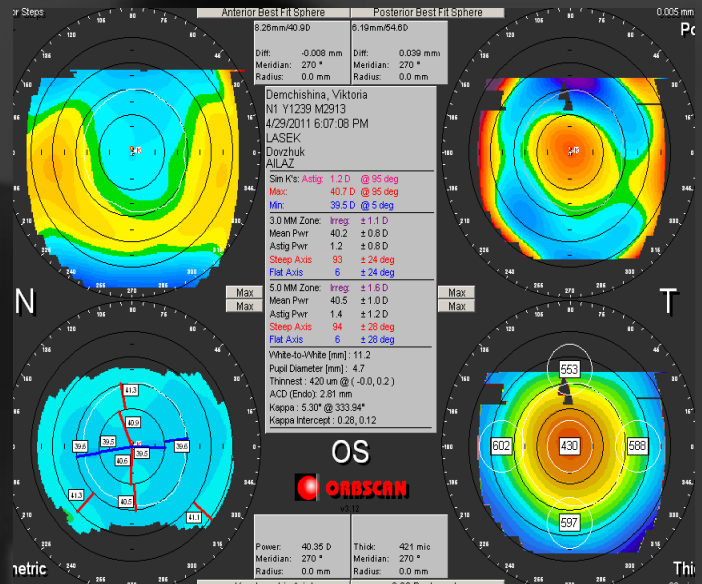 or Steps
Anterior Best Fit Sphere
Posterior Best Fit Sphere
0.005 mm
8.26mm/40.9D
6.19mm/54.6D
Diff: -0.008 mm
Meridian: 270 °
Radius: 0.0 mm
Diff: 0.039 mm
Meridian: 270 °
Radius: 0.0 mm
Po
Demchishina, Viktoria
N1 Y1239 M2913
4/29/2011 6:07:08 PM
LASEK
Dovzhuk
AILAZ
Sim K's: Astig: 1.2 D @ 95 deg
Max: 40.7 D @ 95 deg
Min: 39.5 D @ 5 deg
3.0 MM Zone: Irreg: ± 1.1 D
Mean Pwr 40.2 ± 0.8 D
Astig Pwr 1.2 ± 0.8 D
Steep Axis 93 ± 24 deg
Flat Axis 6 ± 24 deg
5.0 MM Zone: Irreg: ± 1.6 D
Mean Pwr 40.5 ± 1.0 D
Astig Pwr 1.4 ± 1.2 D
Steep Axis 94 ± 28 deg
Flat Axis 6 ± 28 deg
White-to-White [mm] : 11.2
Pupil Diameter [mm] : 4.7
Thinnest : 420 um @ ( -0.0, 0.2 )
ACD (Endo): 2.81 mm
Kappa : 5.30° @ 333.94°
Kappa Intercept : 0.28, 0.12
N
T
Max
Max
Max
Max
OS
ORBSCAN
v3.12
41.3
40.9
39.5
39.5
39.5
39.6
40.6
41.3
40.5
41.1
553
602
430
588
597
Power: 40.35 D
Meridian: 270 °
Radius: 0.0 mm
Thick: 421 mic
Meridian: 270 °
Radius: 0.0 mm
metric
Thi